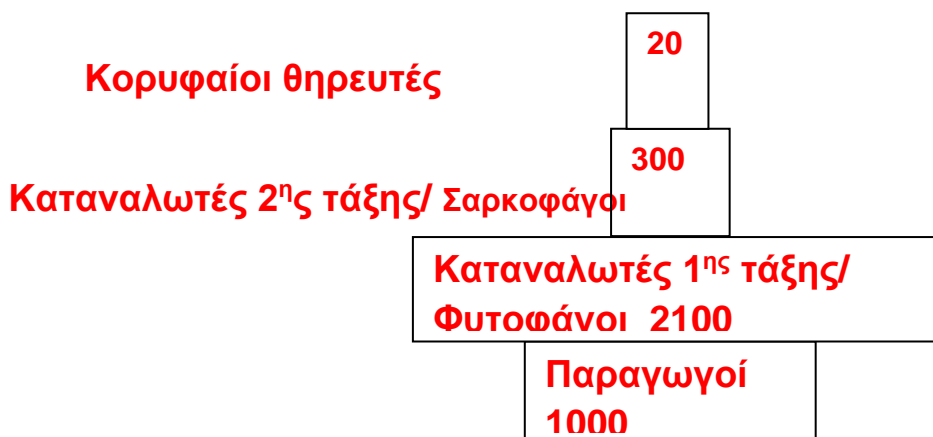 20
Κορυφαίοι θηρευτές
300
Καταναλωτές 2ης τάξης/ Σαρκοφάγοι
Καταναλωτές 1ης τάξης/
Φυτοφάνοι 2100
Παραγωγοί
1000